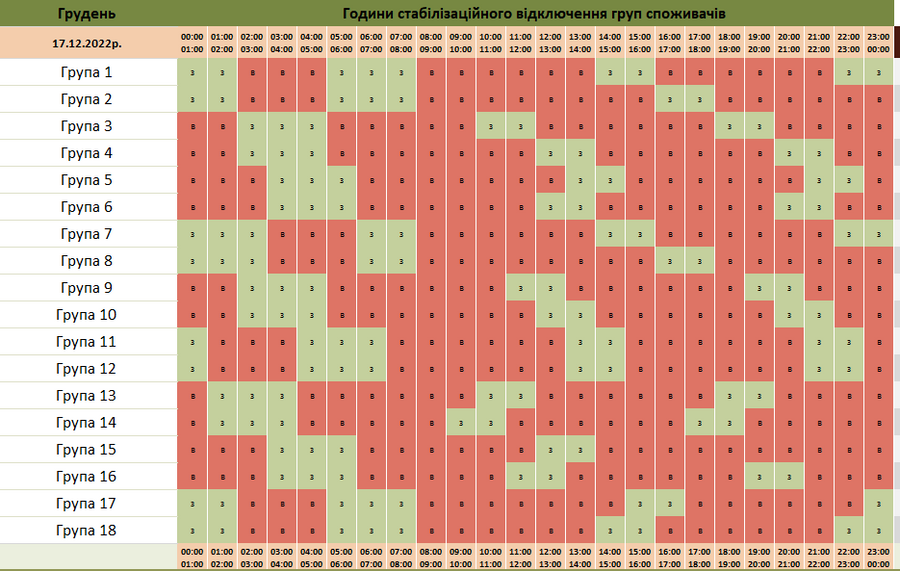 Грудень Години стабілізаційного відключення груп споживачів
00:00 01:00 02:00 03:00 04:00 05:00 06:00 07:00 08:00 09:00 10:00 11:00 12:00 13:00 14:00 15:00 16:00 17:00 18:00 19:00 20:00 21:00 22:00 23:00
17.12.2022р.
01:00 02:00 03:00 04:00 05:00 06:00 07:00 08:00 09:00 10:00 11:00 12:00 13:00 14:00 15:00 16:00 17:00 18:00 19:00 20:00 21:00 22:00 23:00 00:00
Група 1 З З В В В З З З В В В В В В З З В В В В В В З З
Група 2 З З В В В З З З В В В В В В В В З З В В В В В В
Група 3 В В З З З В В В В В З З В В В В В В З З В В В В
Група 4 В В З З З В В В В В В В З З В В В В В В З З В В
Група 5 В В В З З З В В В В В В В З З В В В В В В З З В
Група 6 В В В З З З В В В В В В З З В В В В В В З З В В
Група 7 З З З В В В З З В В В В В В З З В В В В В В З З
Група 8 З З З В В В З З В В В В В В В В З З В В В В В В
Група 9 В В З З З В В В В В В З З В В В В В В З З В В В
Група 10 В В З З З В В В В В В В З З В В В В В В З З В В
Група 11 З В В В З З З В В В В В В З З В В В В В В З З В
Група 12 З В В В З З З В В В В В В З З В В В В В В З З В
Група 13 В З З З В В В В В В З З В В В В В В З З В В В В
Група 14 В З З З В В В В В З З В В В В В В З З В В В В В
Група 15 В В В З З З В В В В В В З З В В В В В В В В В В
Група 16 В В В З З З В В В В В З З В В В В В В З З В В В
Група 17 З З В В В З З З В В В В В В В З З В В В В В В З
Група 18 З З В В В З З З В В В В В В З З В В В В В В З З
00:00 01:00 02:00 03:00 04:00 05:00 06:00 07:00 08:00 09:00 10:00 11:00 12:00 13:00 14:00 15:00 16:00 17:00 18:00 19:00 20:00 21:00 22:00 23:00
01:00 02:00 03:00 04:00 05:00 06:00 07:00 08:00 09:00 10:00 11:00 12:00 13:00 14:00 15:00 16:00 17:00 18:00 19:00 20:00 21:00 22:00 23:00 00:00